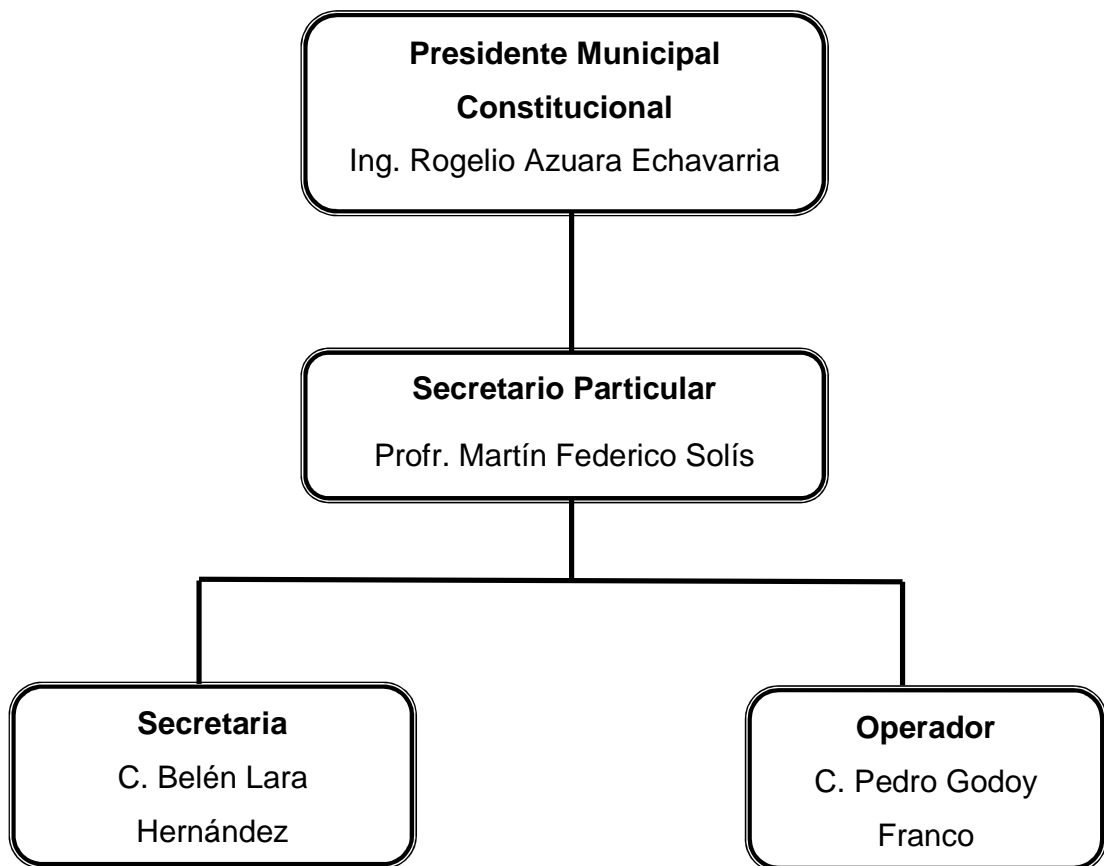 Presidente Municipal
Constitucional
Ing. Rogelio Azuara Echavarria
Secretario Particular
Profr. Martín Federico Solís
Secretaria
C. Belén Lara
Hernández
Operador
C. Pedro Godoy
Franco